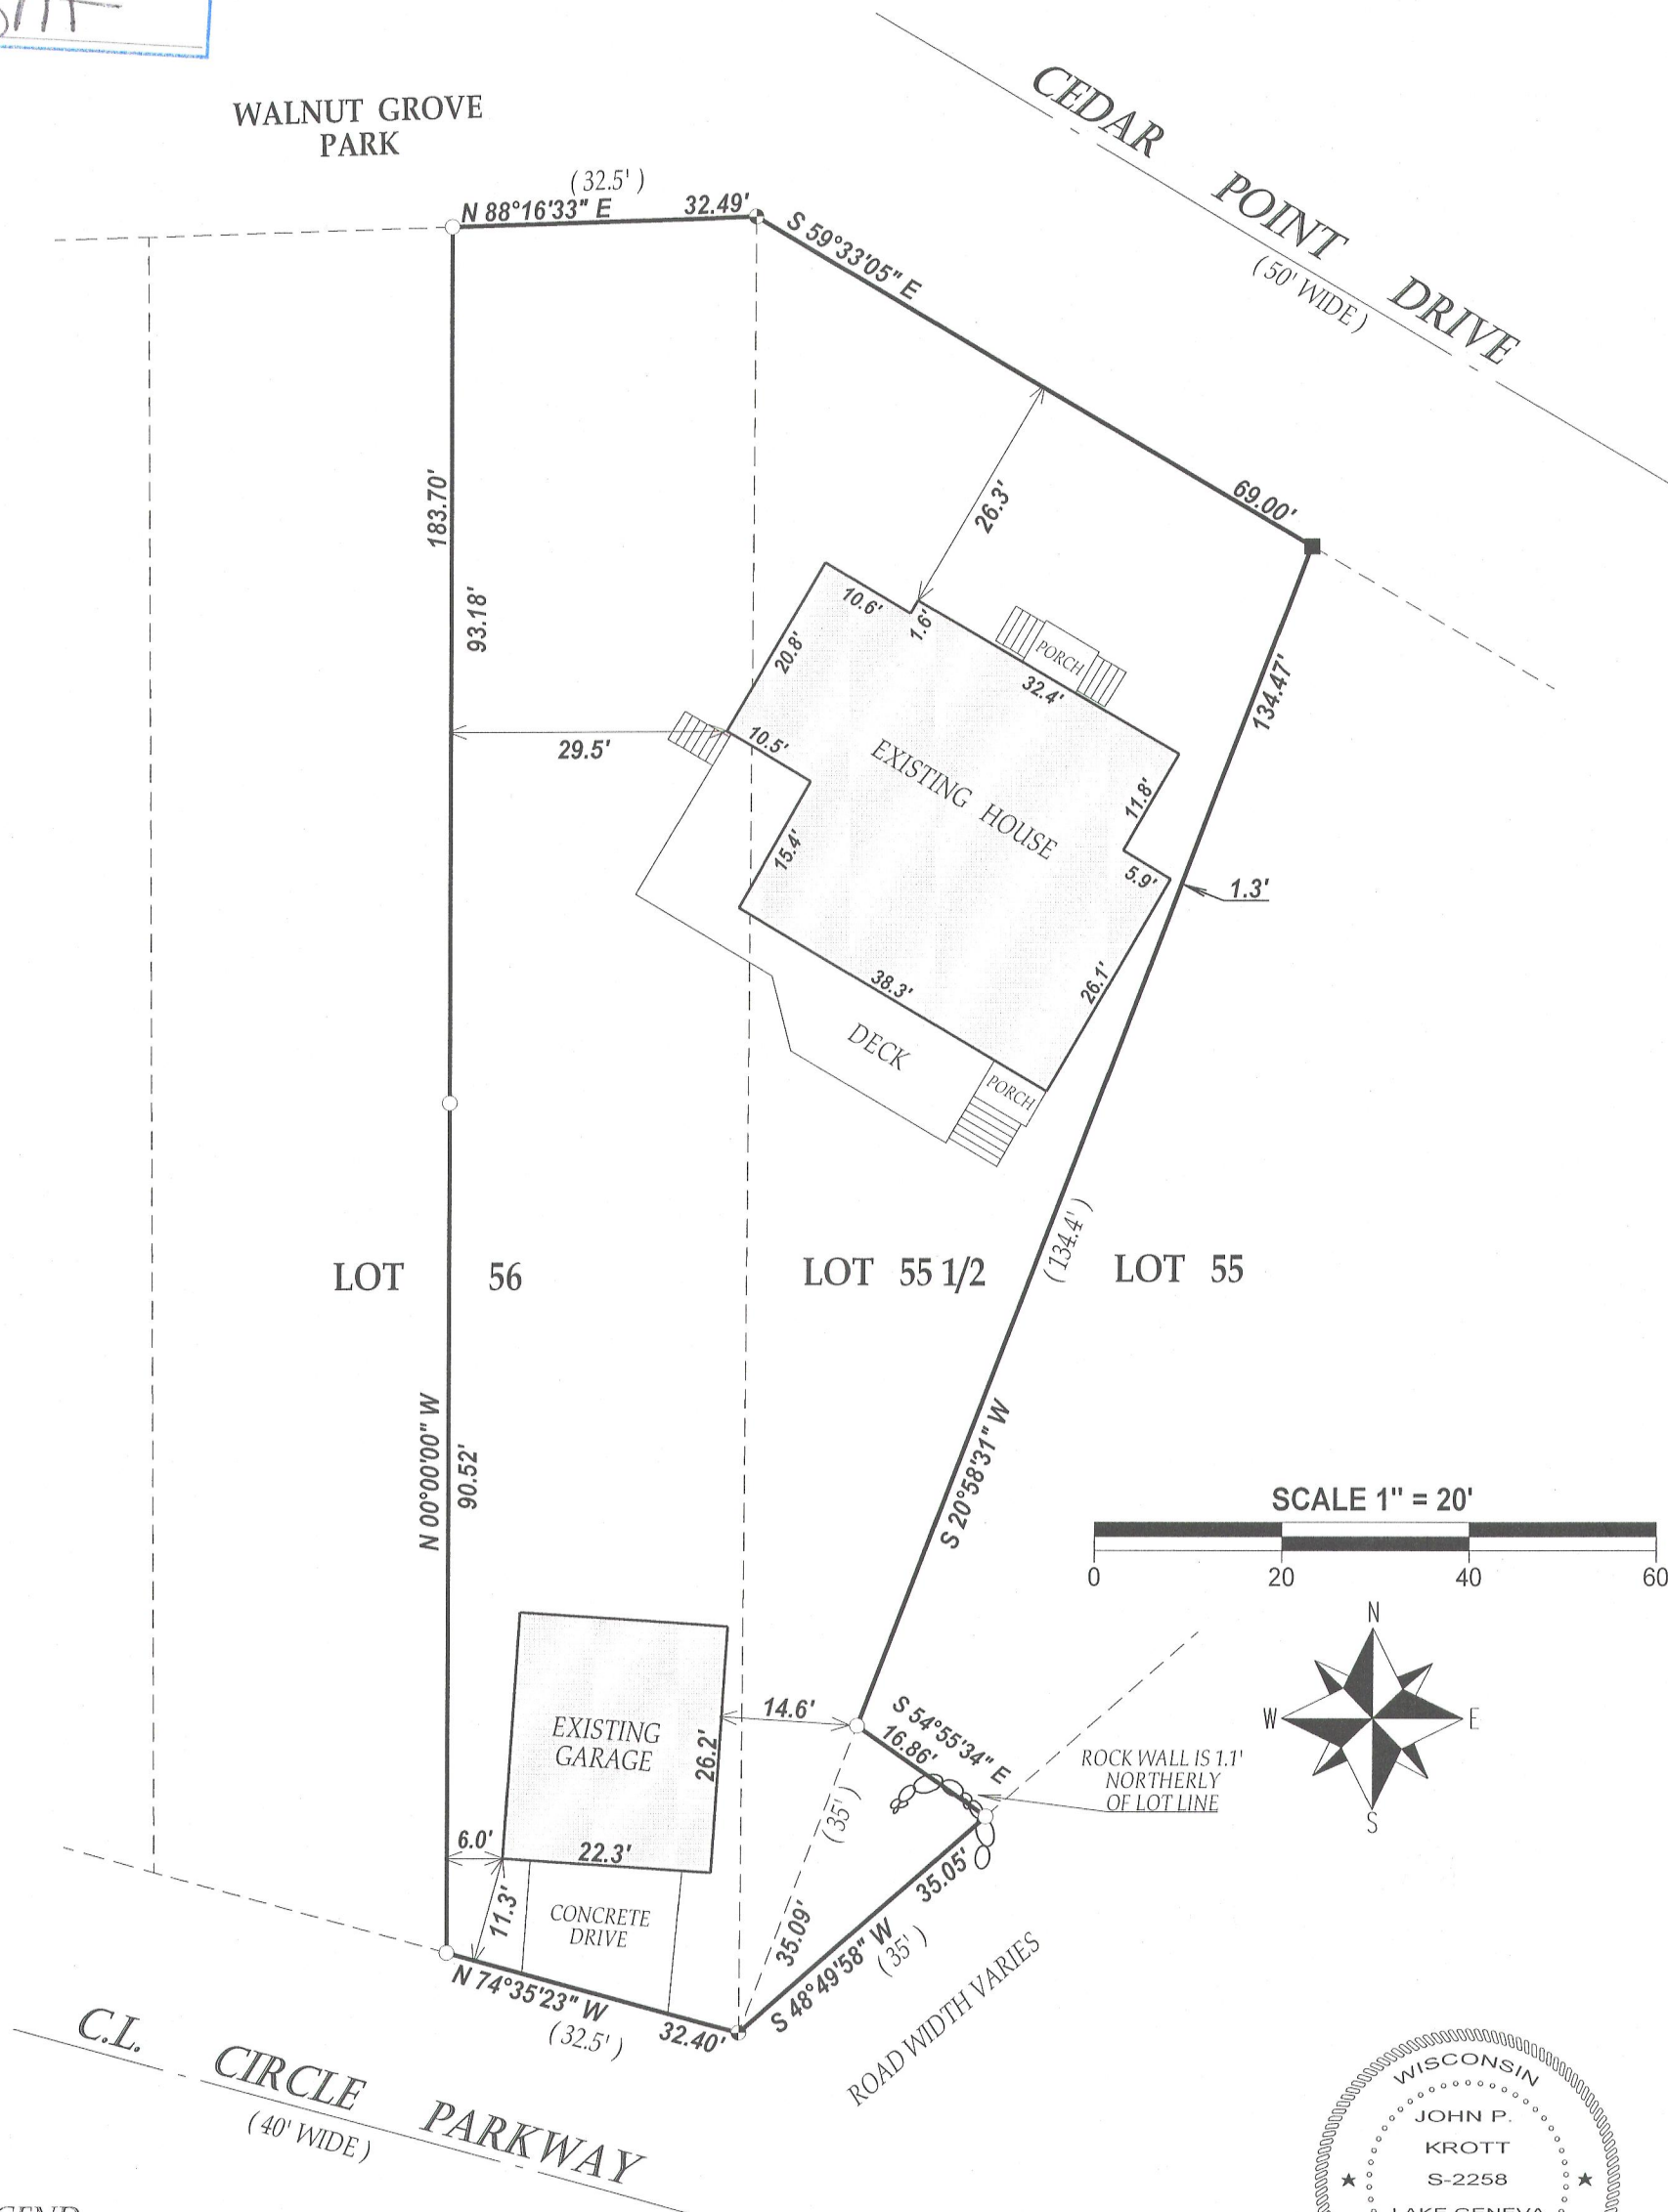 WALNUT GROVE
PARK
CEDAR POINT DRIVE
(50' WIDE)
(32.5')
N 88°16'33" E 32.49'
S 59°33'05" E
69.00'
183.70'
93.18'
26.3'
10.6'
1.6'
20.8'
PORCH
32.4'
134.47'
29.5'
10.5'
EXISTING HOUSE
11.8'
15.4'
5.9'
1.3'
38.3'
26.1'
DECK
PORCH
(134.4')
LOT 56
LOT 55 1/2
LOT 55
N 00°00'00" W
90.52'
S 20°58'31" W
SCALE 1" = 20'
0 20 40 60
N
W E
S
14.6'
S 54°55'34" E
16.86'
EXISTING
GARAGE
26.2'
ROCK WALL IS 1.1'
NORTHERLY
OF LOT LINE
(35')
6.0'
22.3'
11.3'
CONCRETE
DRIVE
35.09'
35.05'
S 48°49'58" W
(35')
N 74°35'23" W
(32.5')
32.40'
ROAD WIDTH VARIES
C.L. CIRCLE PARKWAY
(40' WIDE)
WISCONSIN
JOHN P.
KROTT
S-2258
LAKE GENEVA